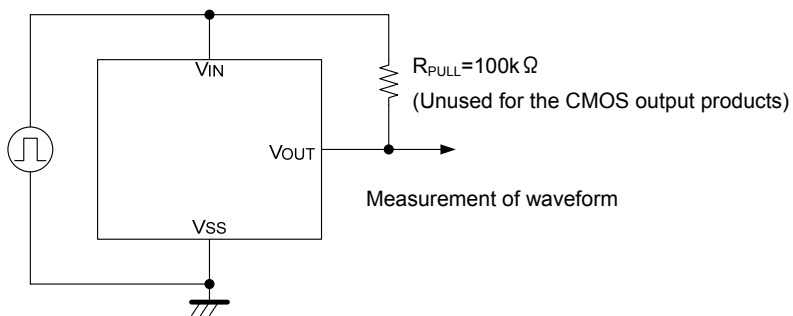 VIN
RPULL=100kΩ
(Unused for the CMOS output products)
VOUT
Measurement of waveform
VSS